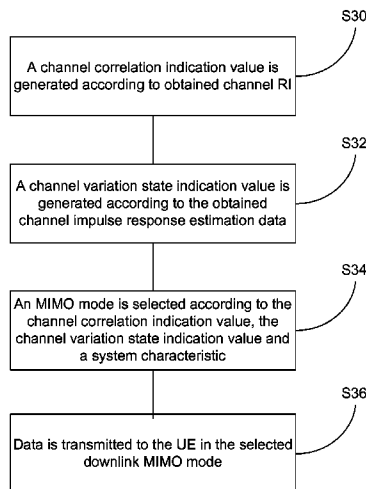 S30
A channel correlation indication value is
generated according to obtained channel RI
S32
A channel variation state indication value is
generated according to the obtained
channel impulse response estimation data
S34
An MIMO mode is selected according to the
channel correlation indication value, the
channel variation state indication value and
a system characteristic
S36
Data is transmitted to the UE in the selected
downlink MIMO mode